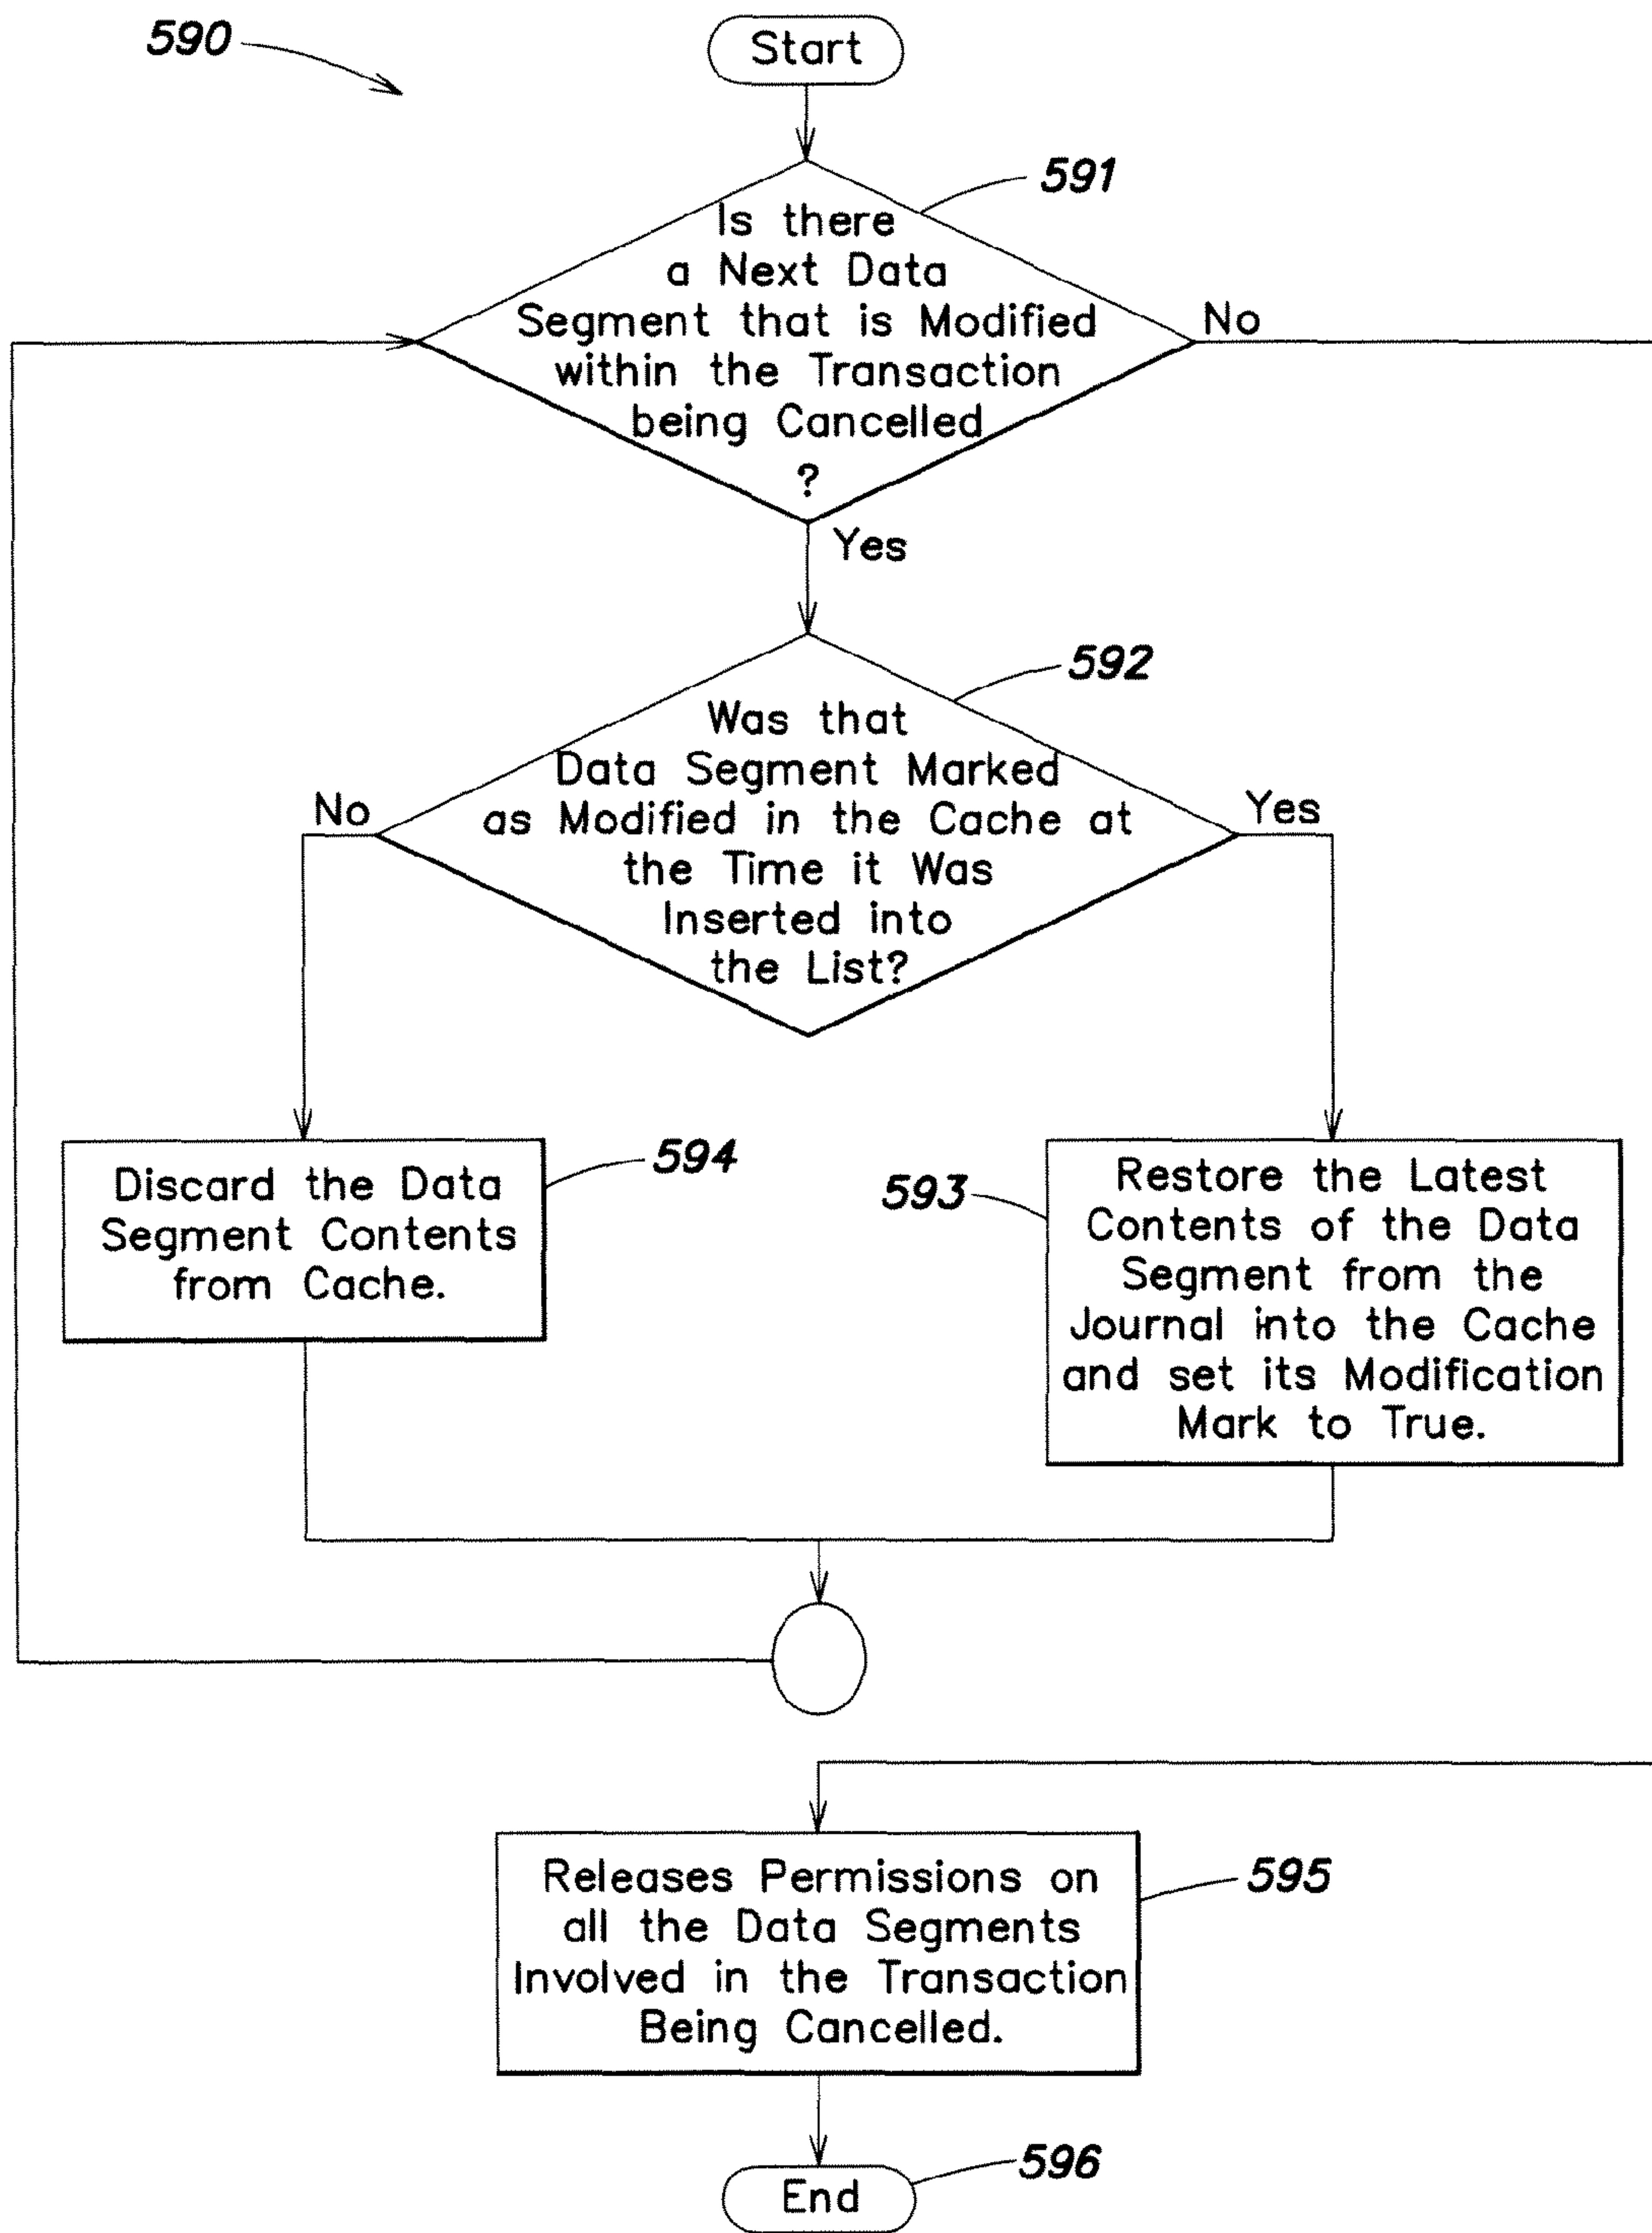 590
Start
591
Is there
a Next Data
Segment that is Modified
within the Transaction
being Cancelled
?
No
Yes
592
Was that
Data Segment Marked
as Modified in the Cache at
the Time it Was
Inserted into
the List?
No
Yes
Discard the Data
Segment Contents
from Cache.
594
593
Restore the Latest
Contents of the Data
Segment from the
Journal into the Cache
and set its Modification
Mark to True.
Releases Permissions on
all the Data Segments
Involved in the Transaction
Being Cancelled.
595
End
596